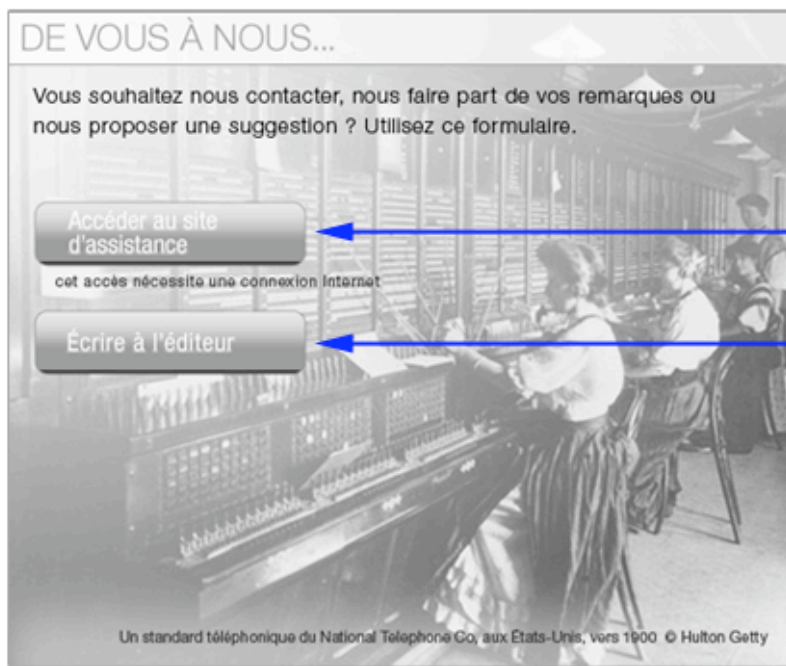 DE VOUS À NOUS...
Vous souhaitez nous contacter, nous faire part de vos remarques ou
nous proposer une suggestion ? Utilisez ce formulaire.
Accéder au site
d'assistance
cet accès nécessite une connexion Internet
Écrire à l'éditeur
Un standard téléphonique du National Telephone Co, aux États-Unis, vers 1900 © Hulton Getty